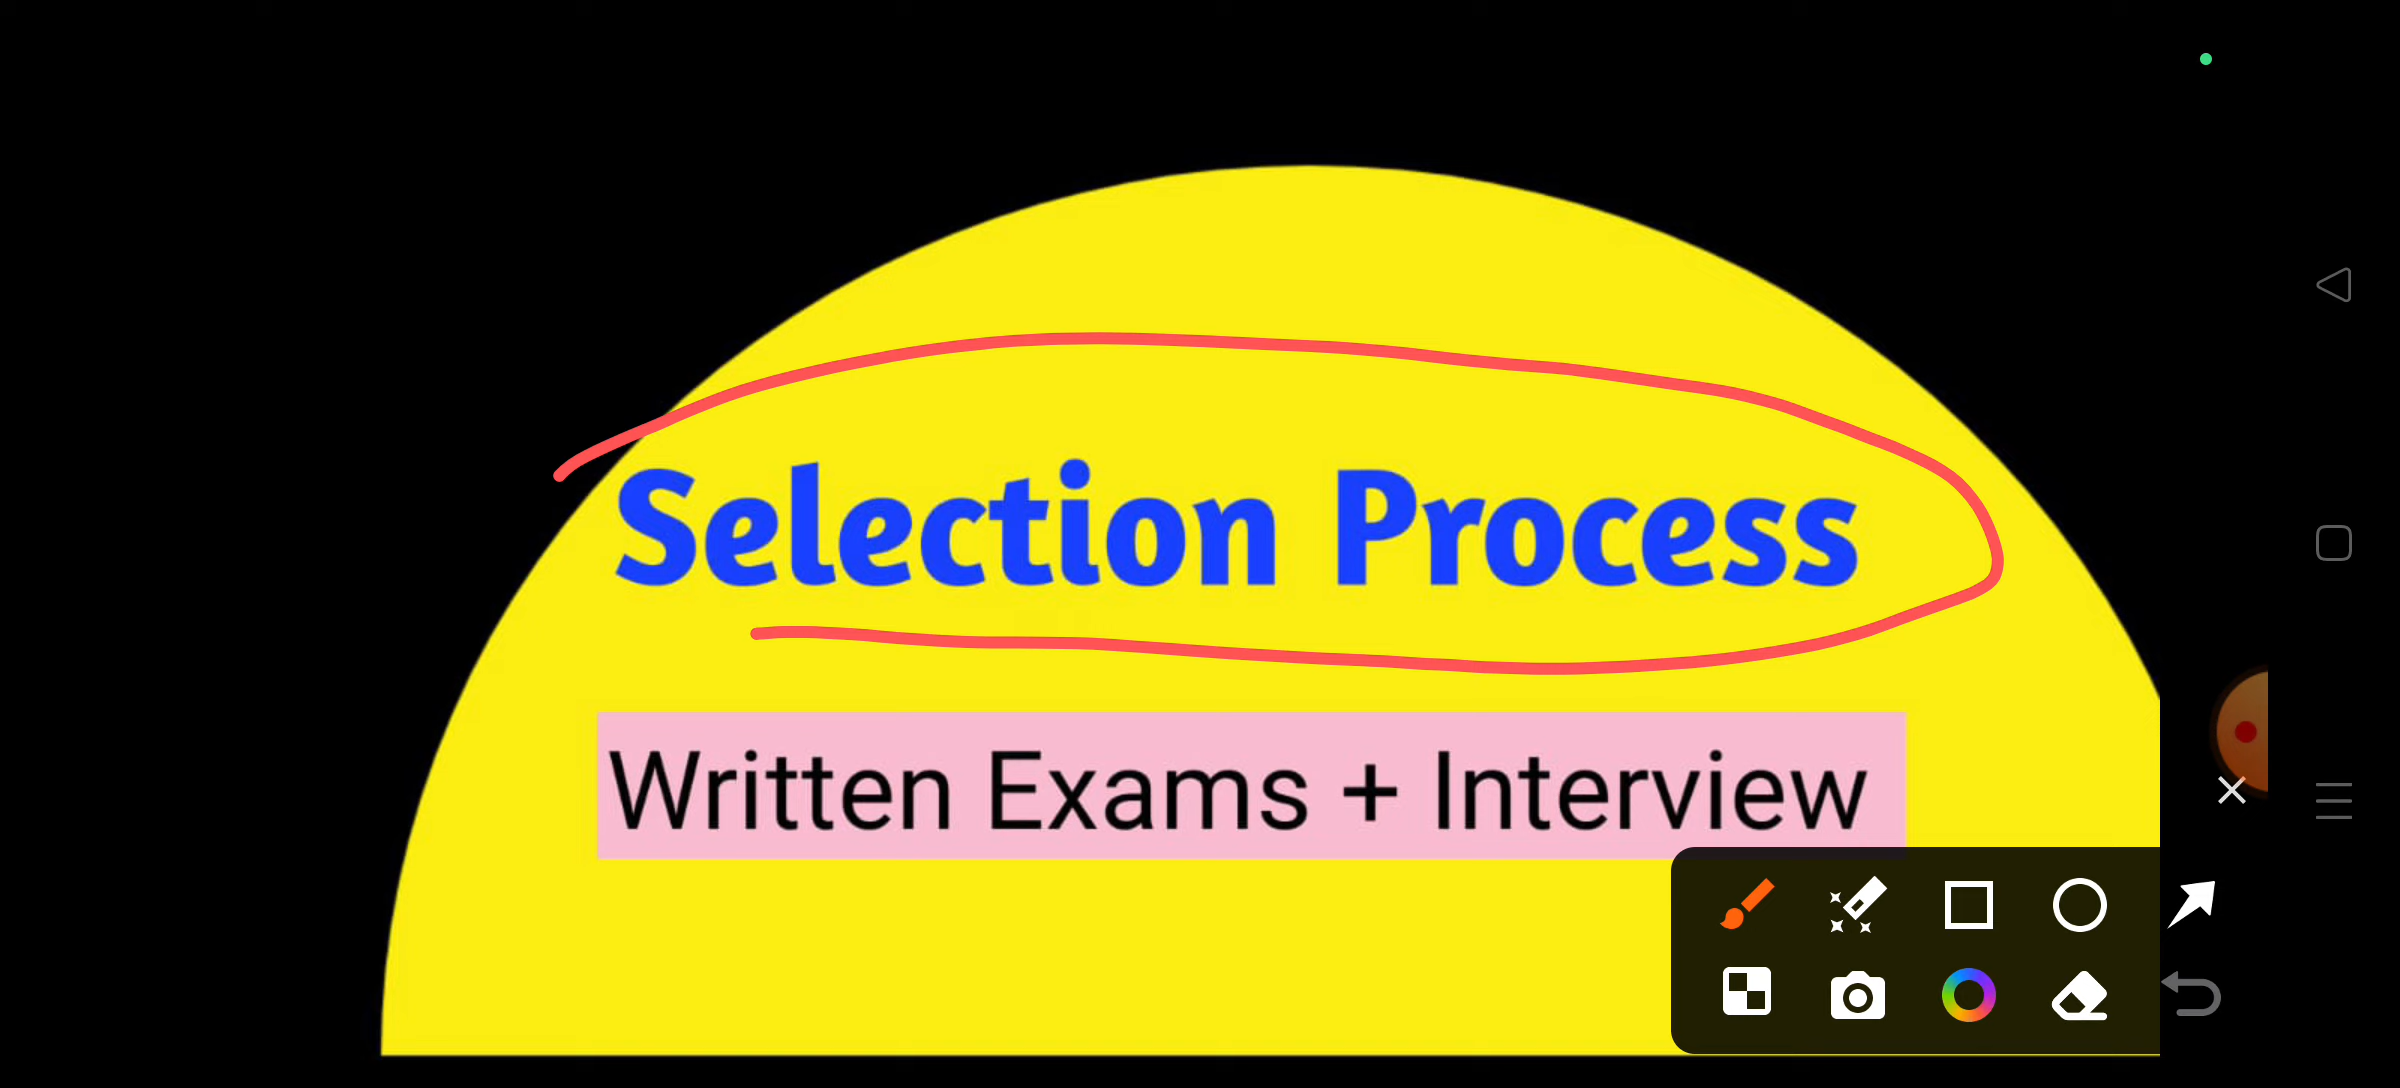 Selection Process
Written Exams + Interview